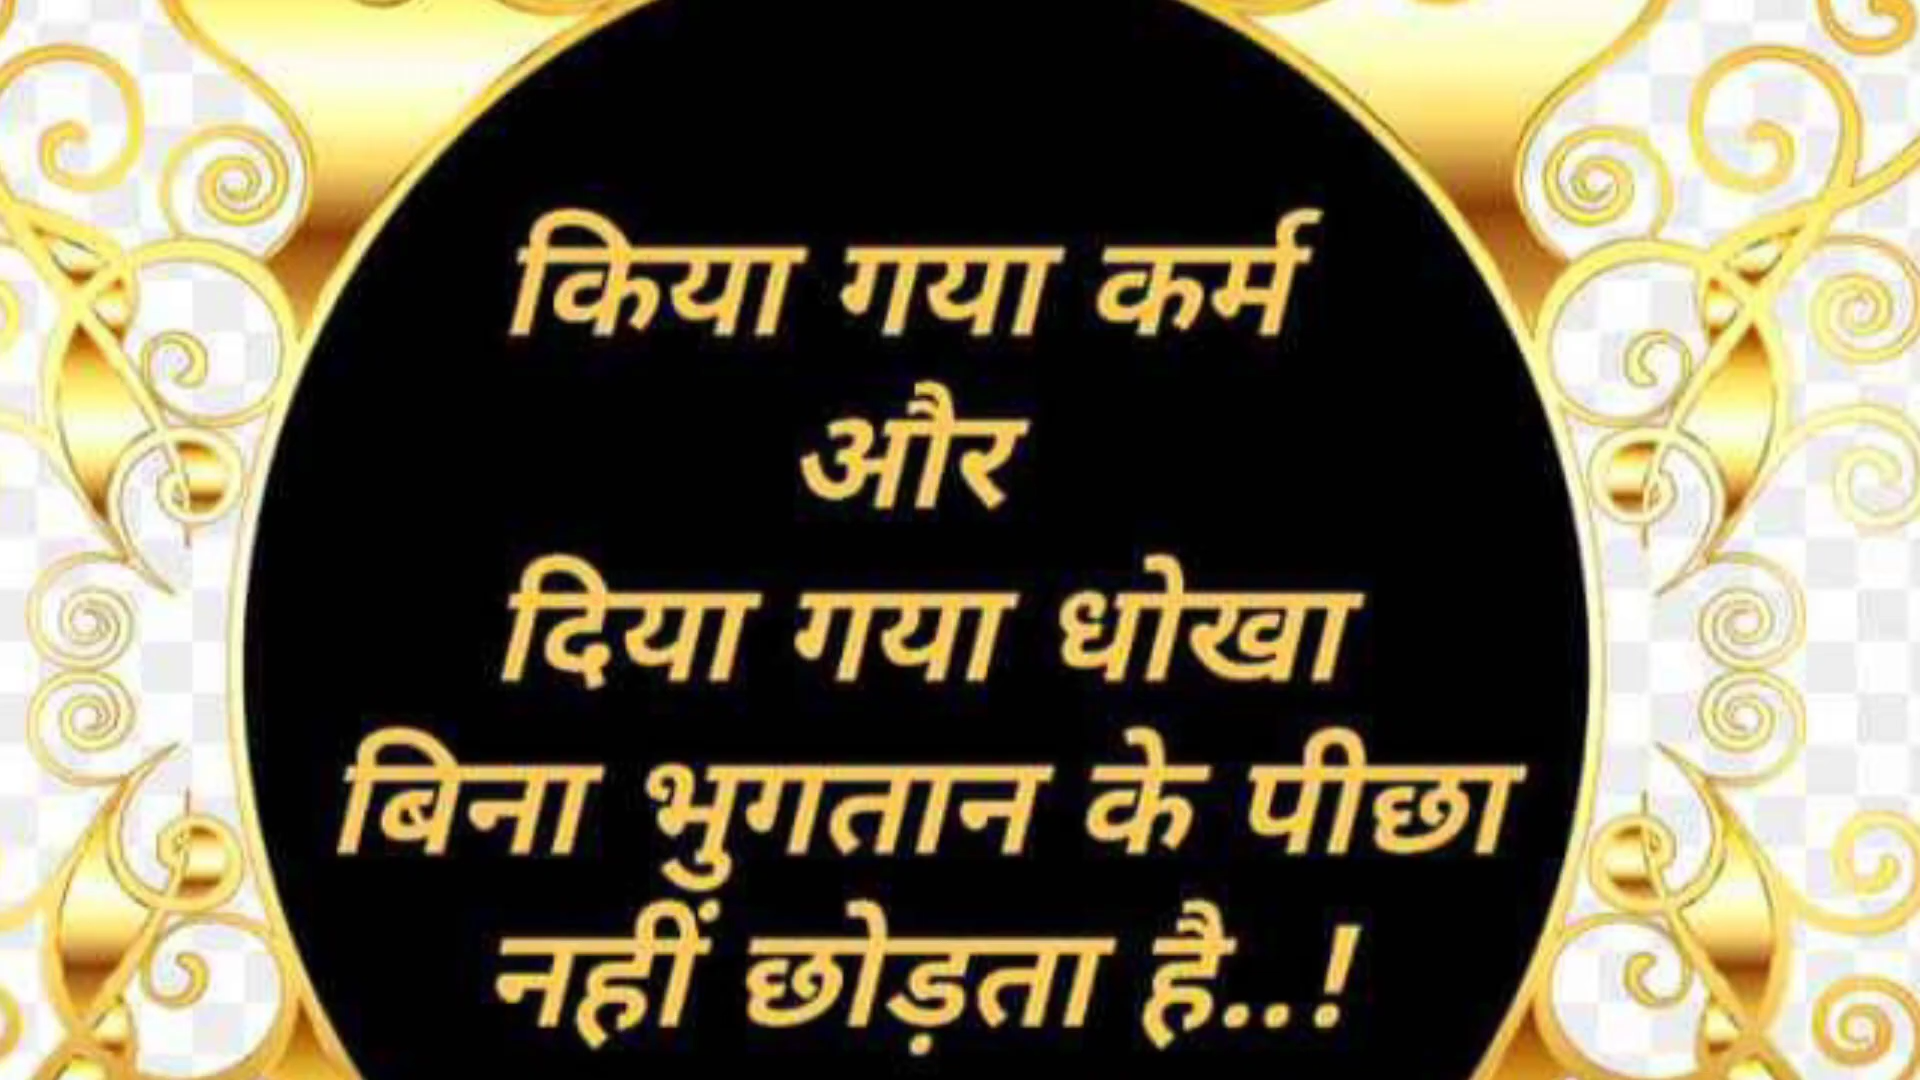 किया गया कर्म
और
दिया गया धोखा
बिना भुगतान के पीछा
नहीं छोड़ता है..!